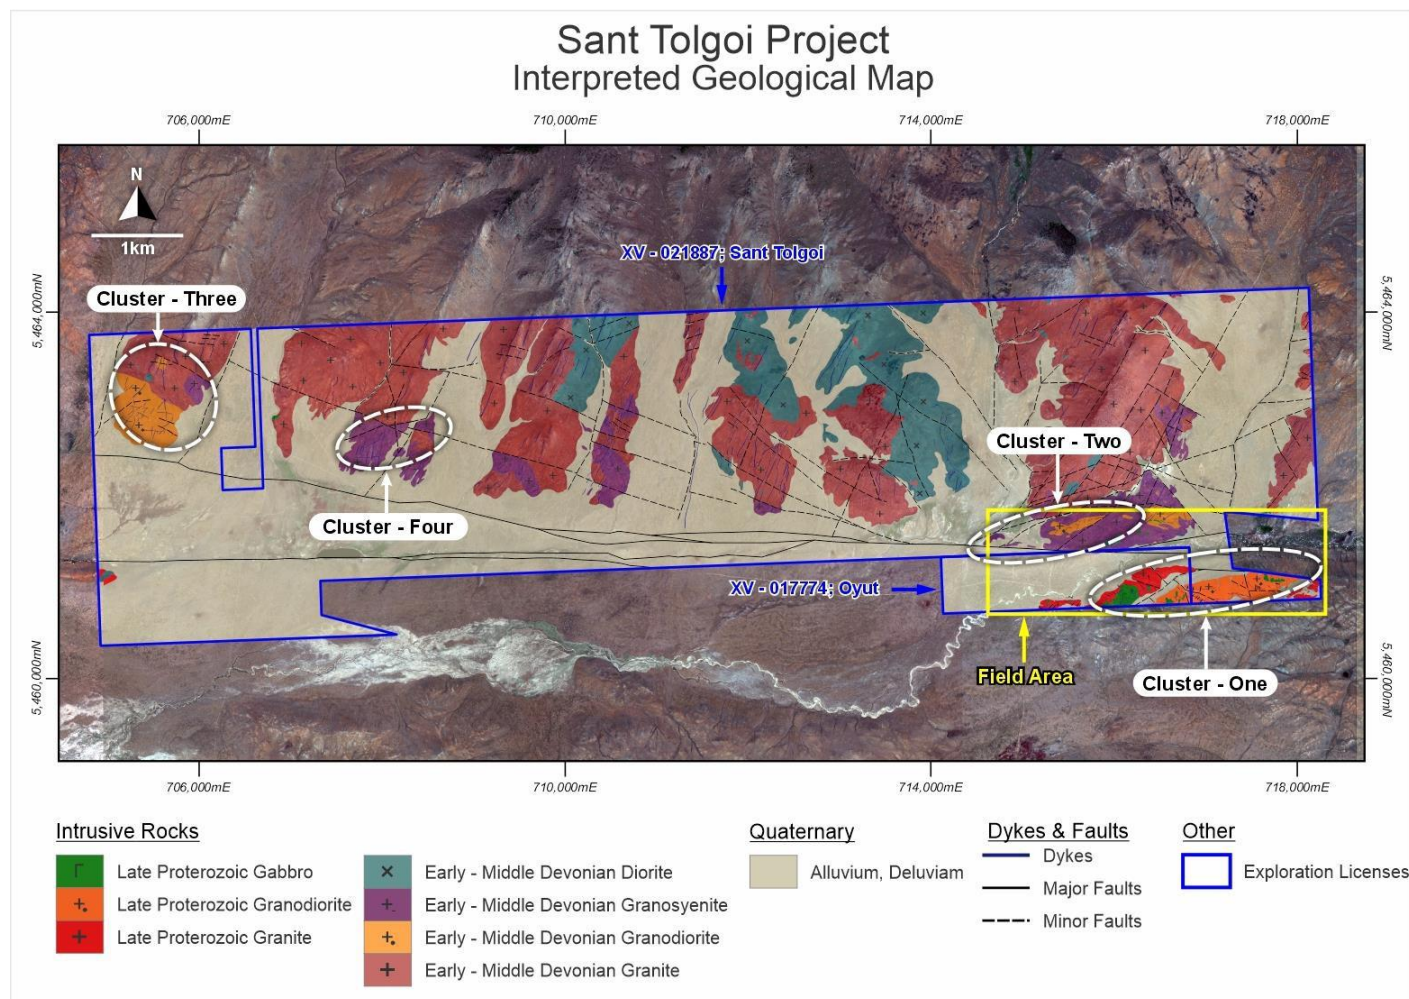 Sant Tolgoi Project
Interpreted Geological Map
706,000mE
710,000mE
714,000mE
718,000mE
N
1km
XV - 021887; Sant Tolgoi
Cluster - Three
5,464,000mN
5,464,000mN
Cluster - Two
Cluster - Four
XV - 017774; Oyut
Field Area
Cluster - One
5,460,000mN
5,460,000mN
706,000mE
710,000mE
714,000mE
718,000mE
Intrusive Rocks
Late Proterozoic Gabbro
Late Proterozoic Granodiorite
Late Proterozoic Granite
Early - Middle Devonian Diorite
Early - Middle Devonian Granosyenite
Early - Middle Devonian Granodiorite
Early - Middle Devonian Granite
Quaternary
Alluvium, Deluviam
Dykes & Faults
Dykes
Major Faults
Minor Faults
Other
Exploration Licenses